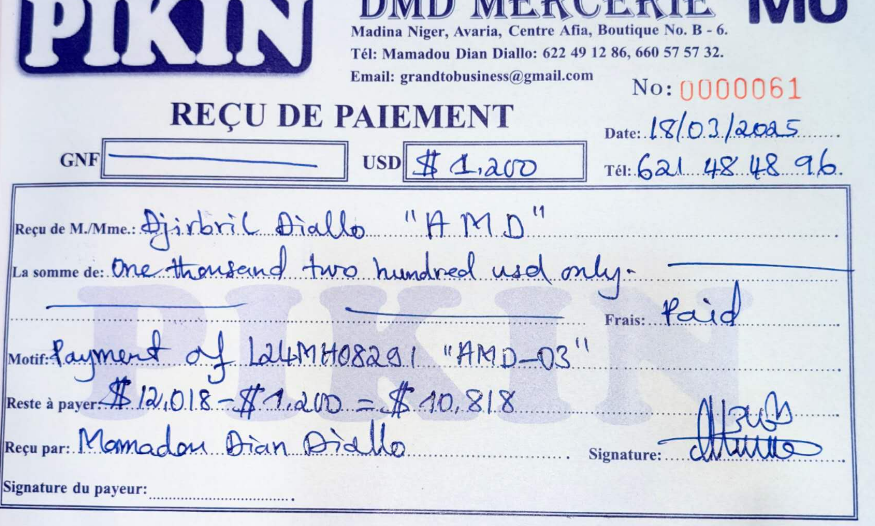 PIKIN
DMD MERCERIE
Madina Niger, Avaria, Centre Afia, Boutique No. B - 6.
Tél: Mamadou Dian Diallo: 622 49 12 86, 660 57 57 32.
Email: grandtobusiness@gmail.com
No: 0000061
REÇU DE PAIEMENT
Date: 18/03/2025
GNF USD $ 1,200 Tél: 621 48 48 96.
Reçu de M./Mme.: Djirbril Diallo "AMD"
La somme de: One thousand two hundred usd only-
Frais: Paid
Motif: Payment of L24MH08291 "AMD-03"
Reste à payer: $12,018 - $1,200 = $10,818
Reçu par: Mamadou Dian Diallo Signature:
Signature du payeur:
PIKIN